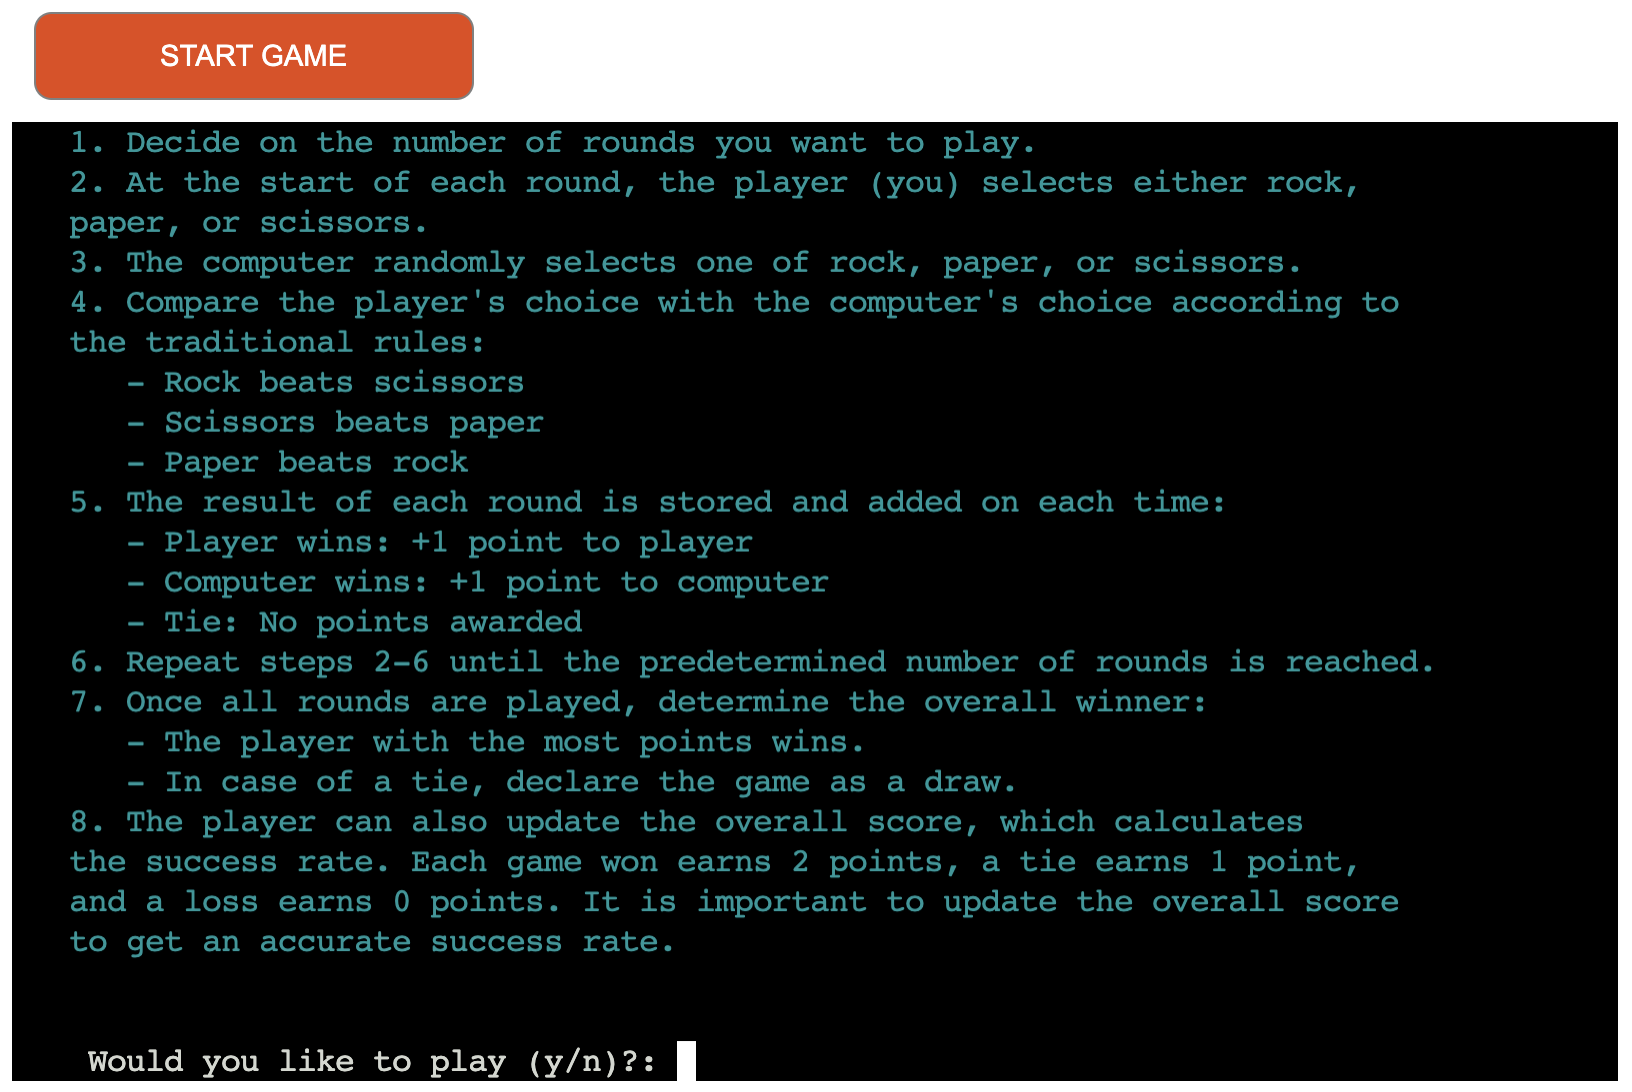 START GAME
1. Decide on the number of rounds you want to play.
2. At the start of each round, the player (you) selects either rock,
paper, or scissors.
3. The computer randomly selects one of rock, paper, or scissors.
4. Compare the player's choice with the computer's choice according to
the traditional rules:
– Rock beats scissors
– Scissors beats paper
– Paper beats rock
5. The result of each round is stored and added on each time:
– Player wins: +1 point to player
– Computer wins: +1 point to computer
– Tie: No points awarded
6. Repeat steps 2–6 until the predetermined number of rounds is reached.
7. Once all rounds are played, determine the overall winner:
– The player with the most points wins.
– In case of a tie, declare the game as a draw.
8. The player can also update the overall score, which calculates
the success rate. Each game won earns 2 points, a tie earns 1 point,
and a loss earns 0 points. It is important to update the overall score
to get an accurate success rate.
Would you like to play (y/n)?: